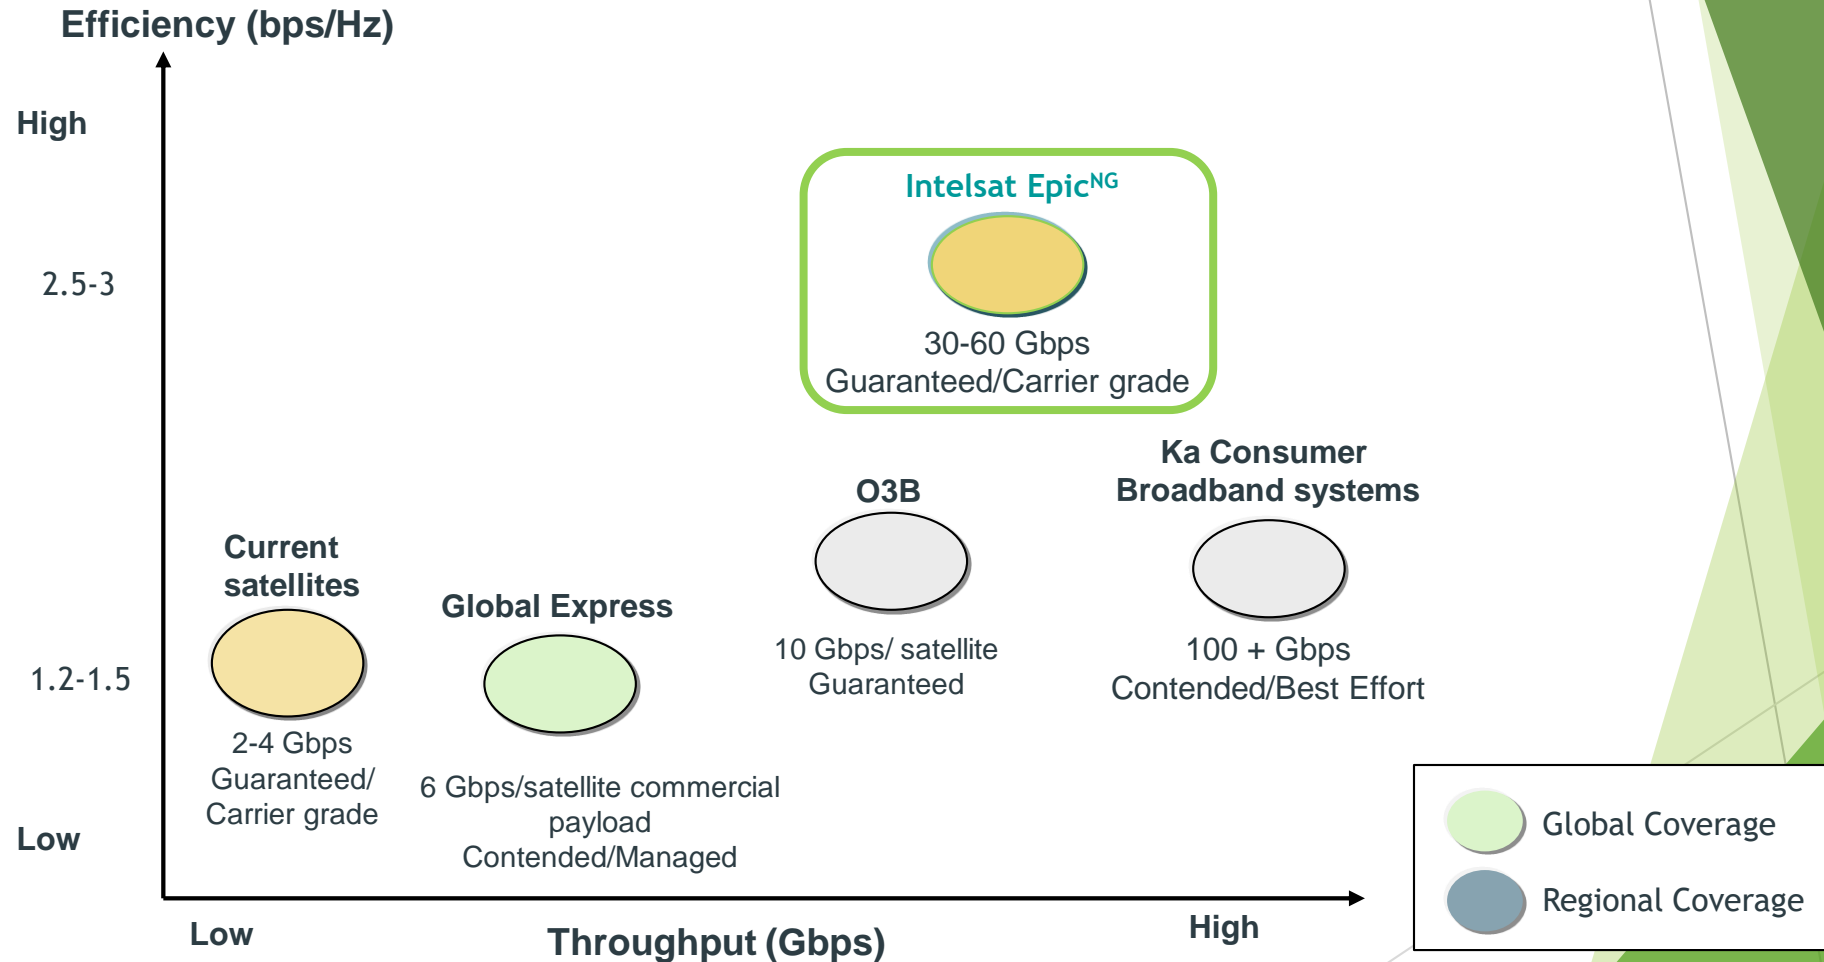 Efficiency (bps/Hz)
High
2.5-3
1.2-1.5
Low
Intelsat Epicᴺᴳ
30-60 Gbps
Guaranteed/Carrier grade
Ka Consumer
Broadband systems
100 + Gbps
Contended/Best Effort
O3B
10 Gbps/ satellite
Guaranteed
Current
satellites
2-4 Gbps
Guaranteed/
Carrier grade
Global Express
6 Gbps/satellite commercial
payload
Contended/Managed
Low
Throughput (Gbps)
High
Global Coverage
Regional Coverage